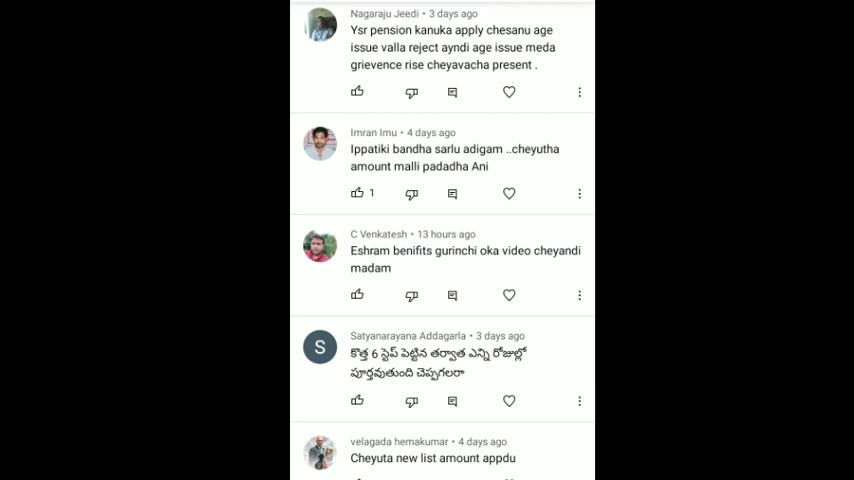 Nagaraju Jeedi • 3 days ago
Ysr pension kanuka apply chesanu age
issue valla reject ayndi age issue meda
grievence rise cheyavacha present .
Imran Imu • 4 days ago
Ippatiki bandha sarlu adigam ..cheyutha
amount malli padadha Ani
1
C Venkatesh • 13 hours ago
Eshram benifits gurinchi oka video cheyandi
madam
S
Satyanarayana Addagarla • 3 days ago
కొత్త 6 స్టెప్ పెట్టిన తర్వాత ఎన్ని రోజుల్లో
పూర్తవుతుంది చెప్పగలరా
velagada hemakumar • 4 days ago
Cheyuta new list amount appdu